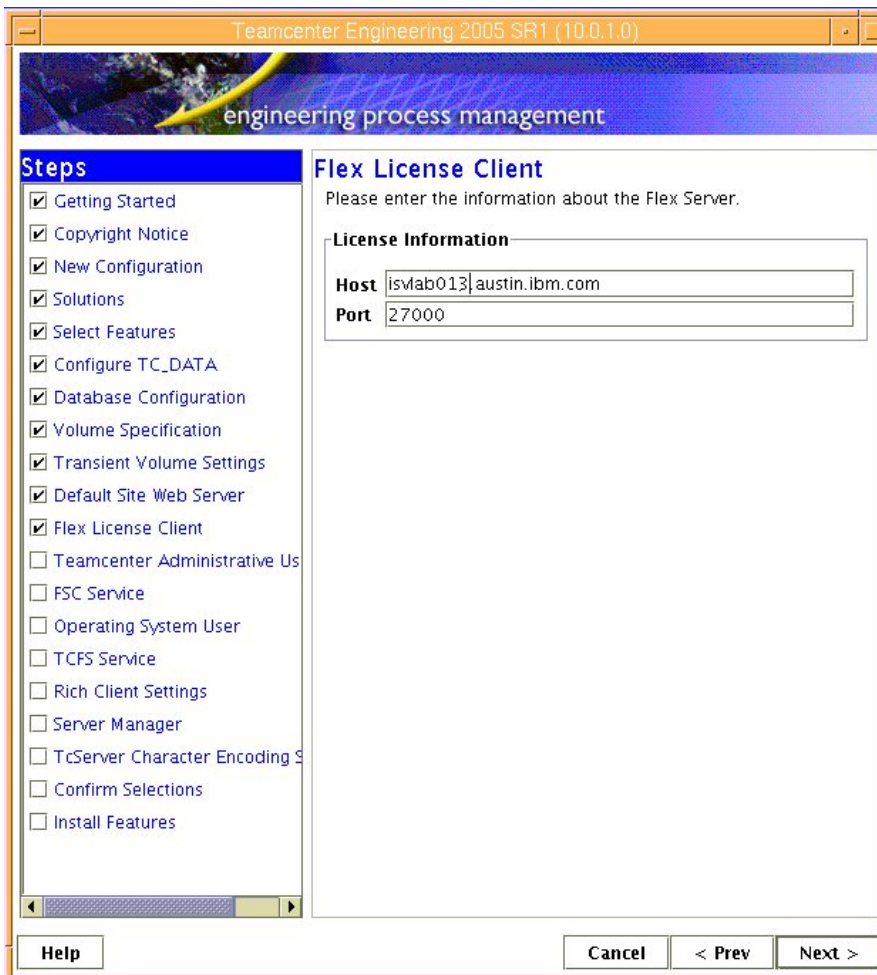 Teamcenter Engineering 2005 SR1 (10.0.1.0)
engineering process management
Steps
Getting Started
Copyright Notice
New Configuration
Solutions
Select Features
Configure TC_DATA
Database Configuration
Volume Specification
Transient Volume Settings
Default Site Web Server
Flex License Client
Teamcenter Administrative Us
FSC Service
Operating System User
TCFS Service
Rich Client Settings
Server Manager
TcServer Character Encoding S
Confirm Selections
Install Features
Flex License Client
Please enter the information about the Flex Server.
License Information
Host isvlab013.austin.ibm.com
Port 27000
Help Cancel < Prev Next >